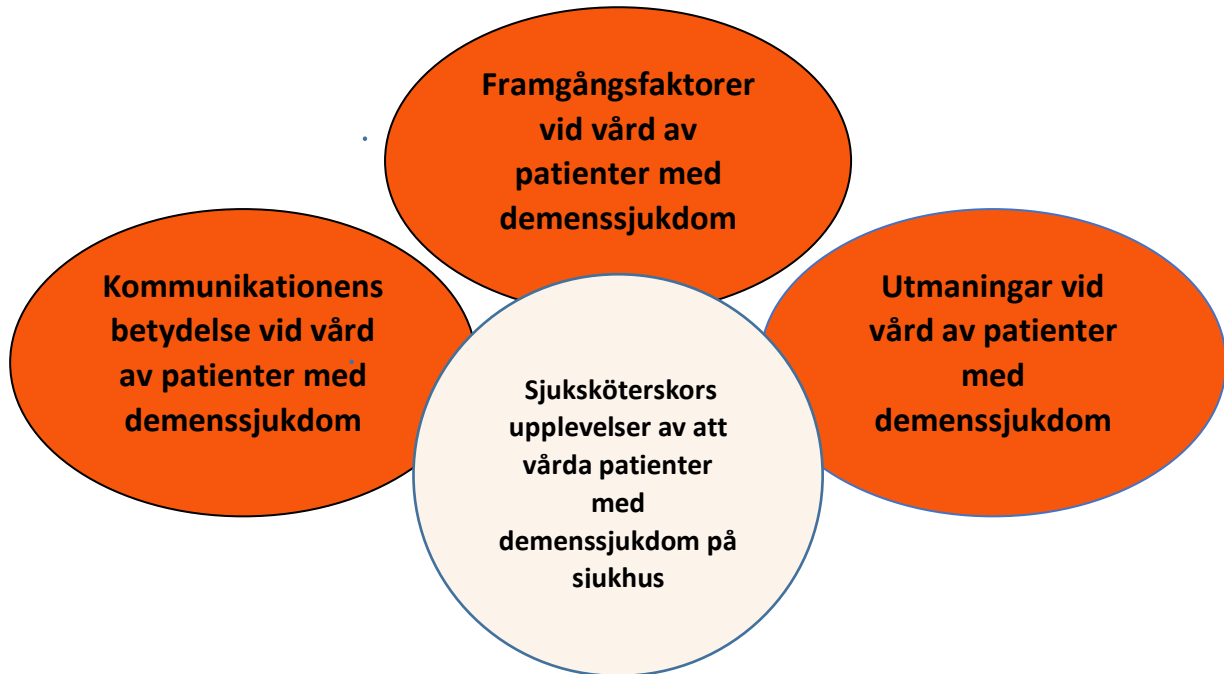 Framgångsfaktorer
vid vård av
patienter med
demenssjukdom
Kommunikationens
betydelse vid vård
av patienter med
demenssjukdom
Utmaningar vid
vård av patienter
med
demenssjukdom
Sjuksköterskors
upplevelser av att
vårda patienter
med
demenssjukdom på
sjukhus